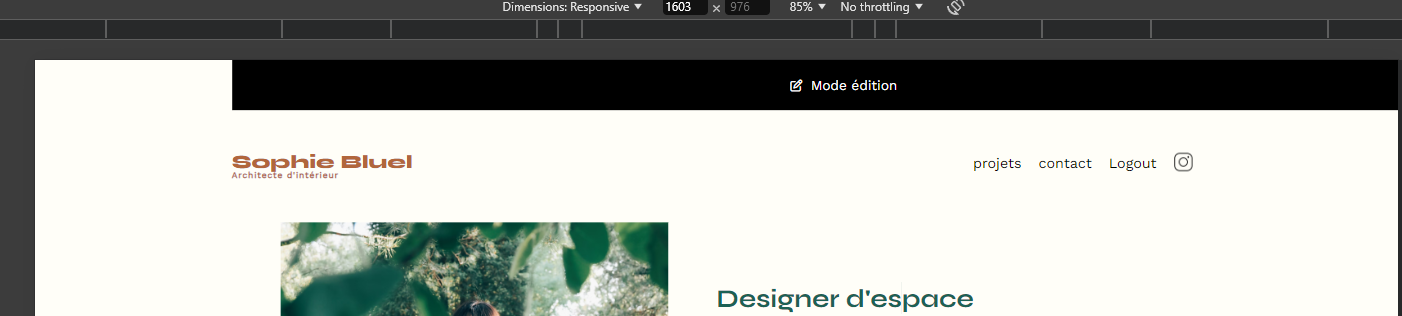 Dimensions: Responsive ▼ 1603 × 976 85% ▼ No throttling ▼
Mode édition
Sophie Bluel
Architecte d'intérieur
projets contact Logout
Designer d'espace